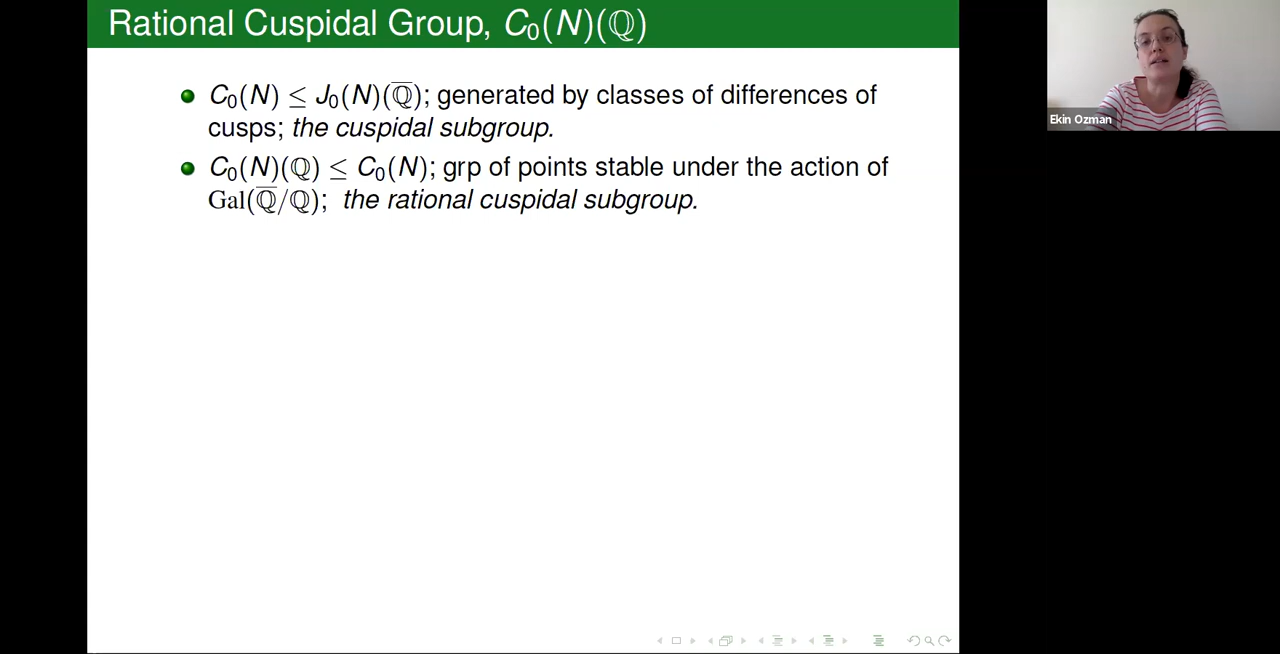 Rational Cuspidal Group, C₀(N)(ℚ)
C₀(N) ≤ J₀(N)(ℚ̅); generated by classes of differences of
cusps; the cuspidal subgroup.
C₀(N)(ℚ) ≤ C₀(N); grp of points stable under the action of
Gal(ℚ̅/ℚ); the rational cuspidal subgroup.
Ekin Ozman